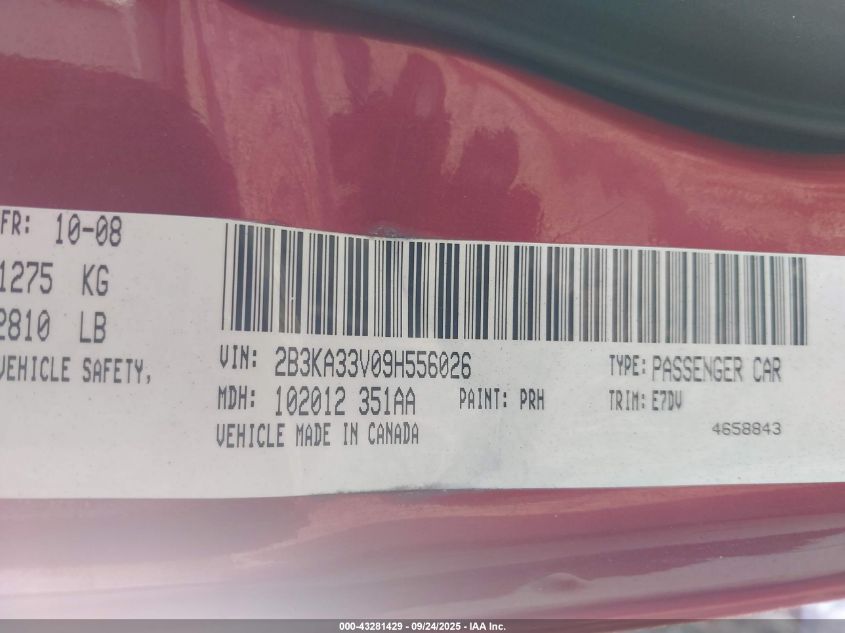 FR: 10-08
1275 KG
2810 LB
VEHICLE SAFETY,
VIN: 2B3KA33V09H556026
TYPE: PASSENGER CAR
MDH: 102012 351AA
PAINT: PRH
TRIM: E7DV
VEHICLE MADE IN CANADA
4658843
000-43281429 - 09/24/2025 - IAA Inc.